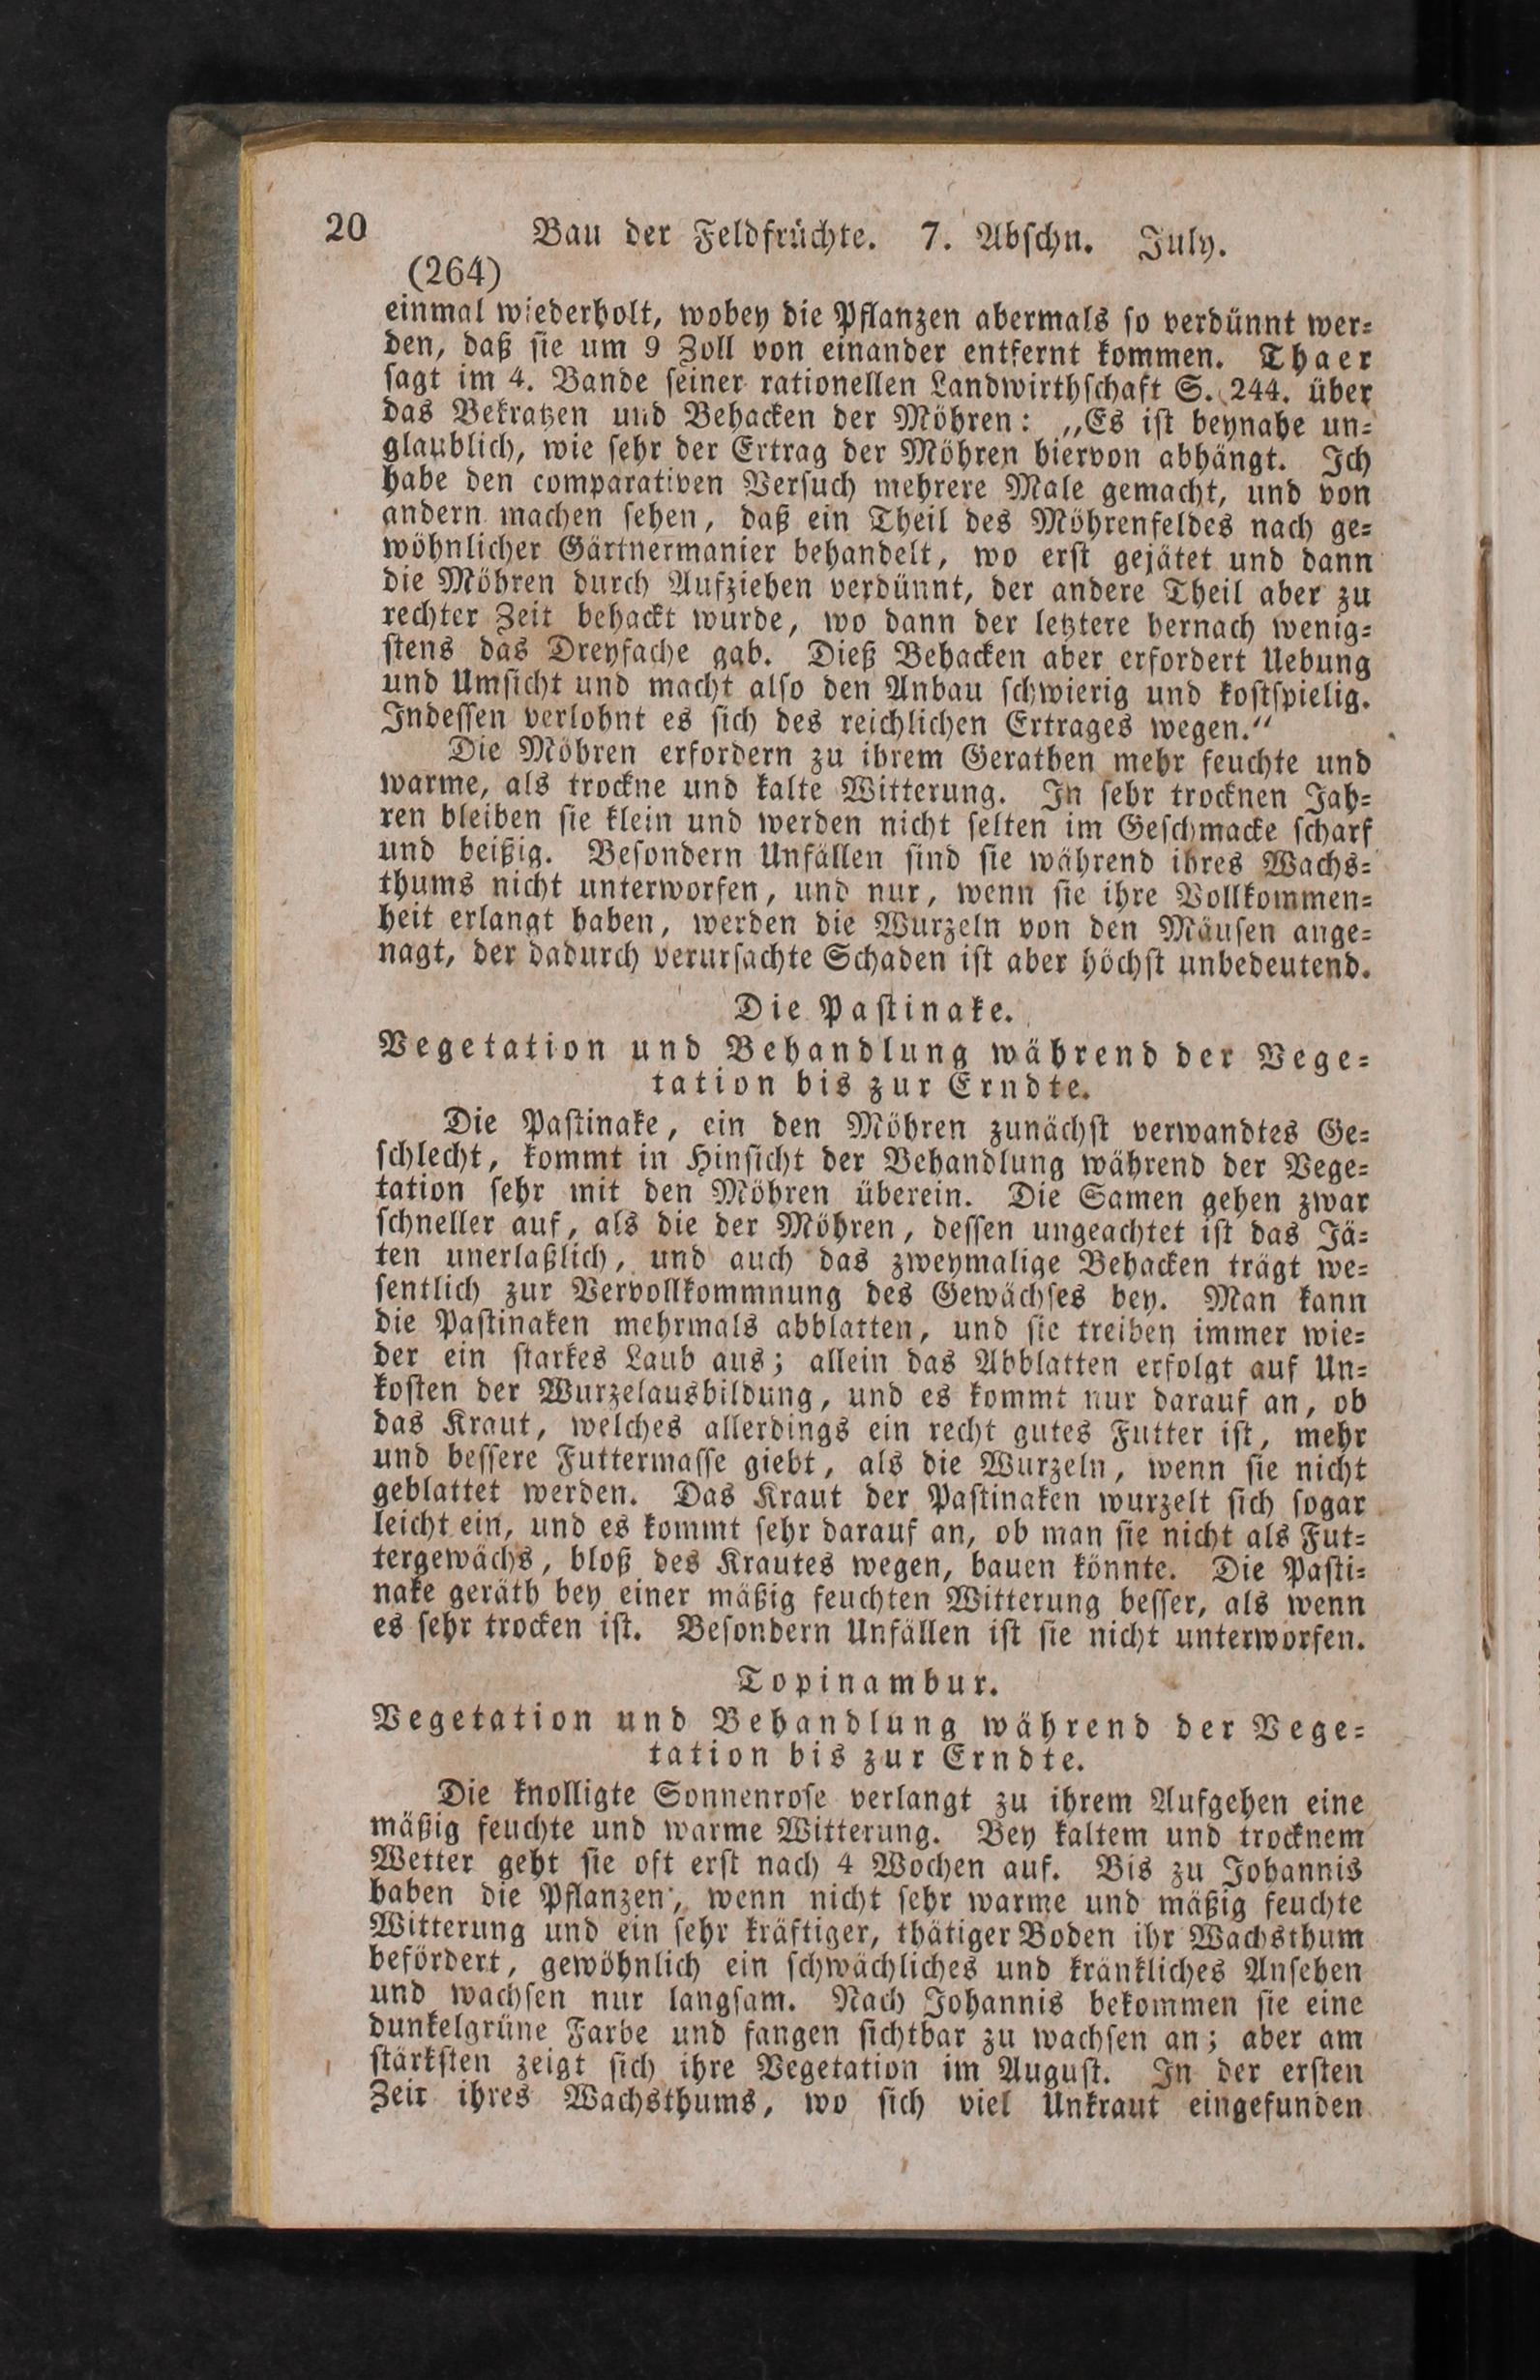 20 Bau der Feldfrüchte. 7. Abschn. July.
(264)
einmal wiederholt, wobey die Pflanzen abermals so verdünnt wer-
den, daß sie um 9 Zoll von einander entfernt kommen. Thaer
sagt im 4. Bande seiner rationellen Landwirthschaft S. 244. über
das Bekratzen und Behacken der Möhren: „Es ist beynahe un-
glaublich, wie sehr der Ertrag der Möhren hiervon abhängt. Ich
habe den comparativen Versuch mehrere Male gemacht, und von
andern machen sehen, daß ein Theil des Möhrenfeldes nach ge-
wöhnlicher Gärtnermanier behandelt, wo erst gejätet und dann
die Möhren durch Aufziehen verdünnt, der andere Theil aber zu
rechter Zeit behackt wurde, wo dann der letztere hernach wenig-
stens das Dreyfache gab. Dieß Behacken aber erfordert Uebung
und Umsicht und macht also den Anbau schwierig und kostspielig.
Indessen verlohnt es sich des reichlichen Ertrages wegen.“
Die Möhren erfordern zu ihrem Gerathen mehr feuchte und
warme, als trockne und kalte Witterung. In sehr trocknen Jah-
ren bleiben sie klein und werden nicht selten im Geschmacke scharf
und beißig. Besondern Unfällen sind sie während ihres Wachs-
thums nicht unterworfen, und nur, wenn sie ihre Vollkommen-
heit erlangt haben, werden die Wurzeln von den Mäusen ange-
nagt, der dadurch verursachte Schaden ist aber höchst unbedeutend.
Die Pastinake.
Vegetation und Behandlung während der Vege-
tation bis zur Erndte.
Die Pastinake, ein den Möhren zunächst verwandtes Ge-
schlecht, kommt in Hinsicht der Behandlung während der Vege-
tation sehr mit den Möhren überein. Die Samen gehen zwar
schneller auf, als die der Möhren, dessen ungeachtet ist das Jä-
ten unerlaßlich, und auch das zweymalige Behacken trägt we-
sentlich zur Vervollkommnung des Gewächses bey. Man kann
die Pastinaken mehrmals abblatten, und sie treiben immer wie-
der ein starkes Laub aus; allein das Abblatten erfolgt auf Un-
kosten der Wurzelausbildung, und es kommt nur darauf an, ob
das Kraut, welches allerdings ein recht gutes Futter ist, mehr
und bessere Futtermasse giebt, als die Wurzeln, wenn sie nicht
geblattet werden. Das Kraut der Pastinaken wurzelt sich sogar
leicht ein, und es kommt sehr darauf an, ob man sie nicht als Fut-
tergewächs, bloß des Krautes wegen, bauen könnte. Die Pasti-
nake geräth bey einer mäßig feuchten Witterung besser, als wenn
es sehr trocken ist. Besondern Unfällen ist sie nicht unterworfen.
Topinambur.
Vegetation und Behandlung während der Vege-
tation bis zur Erndte.
Die knolligte Sonnenrose verlangt zu ihrem Aufgehen eine
mäßig feuchte und warme Witterung. Bey kaltem und trocknem
Wetter geht sie oft erst nach 4 Wochen auf. Bis zu Johannis
haben die Pflanzen, wenn nicht sehr warme und mäßig feuchte
Witterung und ein sehr kräftiger, thätiger Boden ihr Wachsthum
befördert, gewöhnlich ein schwächliches und kränkliches Ansehen
und wachsen nur langsam. Nach Johannis bekommen sie eine
dunkelgrüne Farbe und fangen sichtbar zu wachsen an; aber am
stärksten zeigt sich ihre Vegetation im August. In der ersten
Zeit ihres Wachsthums, wo sich viel Unkraut eingefunden